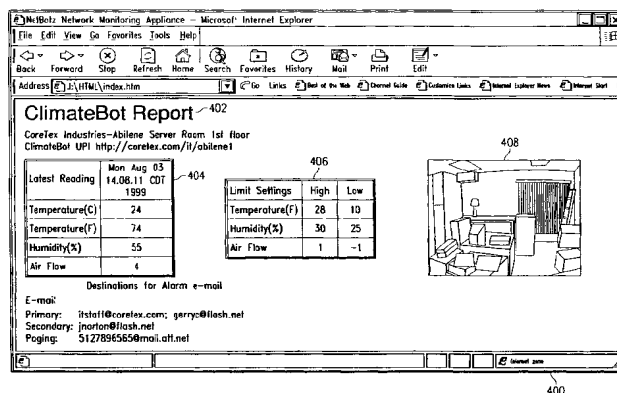 NetBotz Network Monitoring Appliance – Microsoft Internet Explorer
File Edit View Go Favorites Tools Help
Back Forward Stop Refresh Home Search Favorites History Mail Print Edit
Address J:\HTML\index.htm Go Links Best of the Web Channel Guide Customize Links Internet Explorer News Internet Start
ClimateBot Report 402
CoreTex Industries-Abilene Server Room 1st floor
ClimateBot UPI http://coretex.com/it/abilene1
404
Latest Reading Mon Aug 03 14.08.11 CDT 1999
Temperature(C) 24
Temperature(F) 74
Humidity(%) 55
Air Flow 4
406
Limit Settings High Low
Temperature(F) 28 10
Humidity(%) 30 25
Air Flow 1 -1
408
Destinations for Alarm e-mail
E-mail:
Primary: itstaff@coretex.com; gerryc@flash.net
Secondary: jnorton@flash.net
Paging: 5127896565@mail.att.net
Internet zone
400